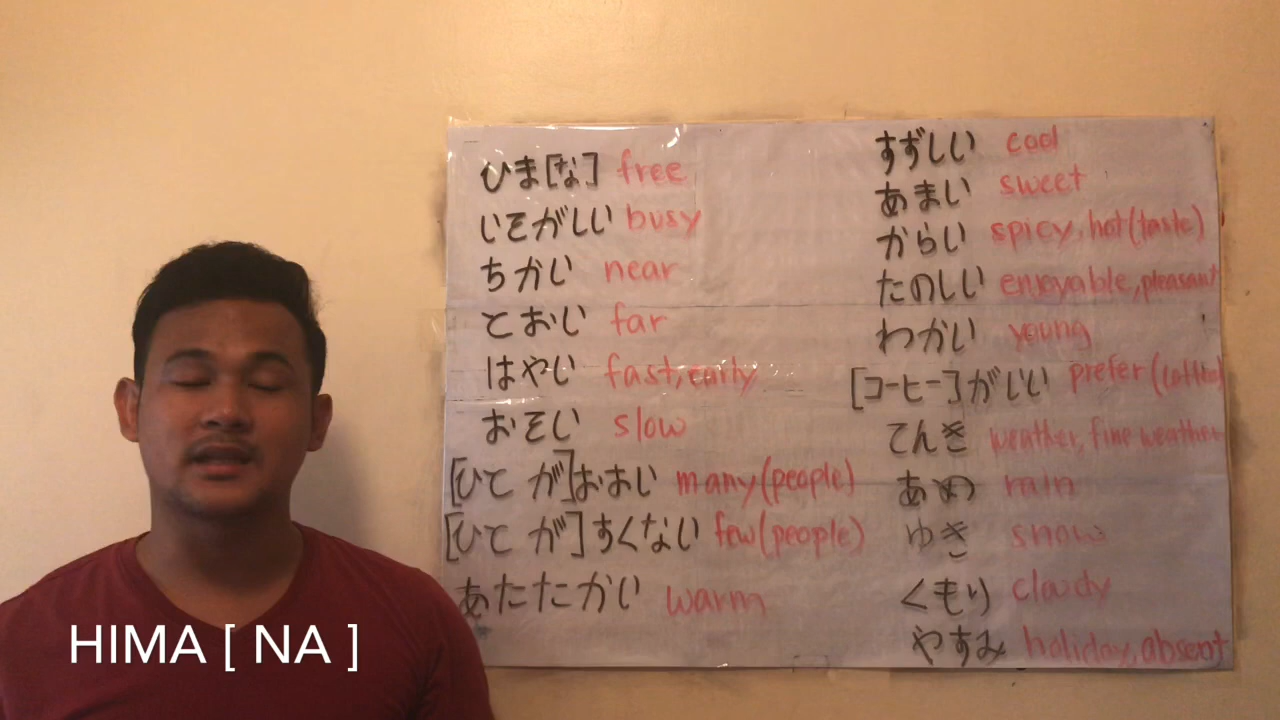 ひま[な] free
いそがしい busy
ちかい near
とおい far
はやい fast, early
おそい slow
[ひと が]おおい many(people)
[ひと が]すくない few(people)
あたたかい warm
すずしい cool
あまい sweet
からい spicy, hot(taste)
たのしい enjoyable, pleasant
わかい young
[コーヒー]がじい prefer
てんき weather, fine weather
あめ rain
ゆき snow
くもり cloudy
やすみ holiday, absent
HIMA [ NA ]